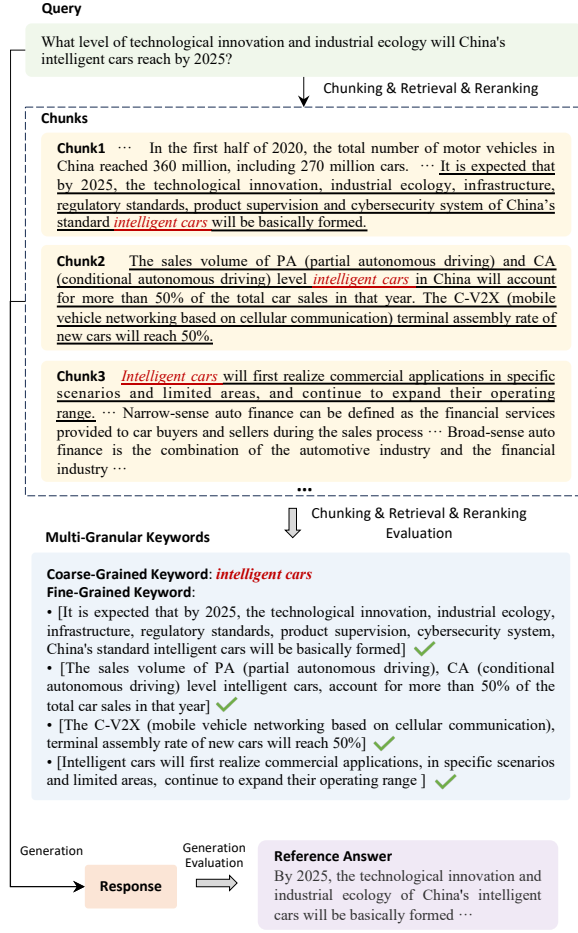 Query
What level of technological innovation and industrial ecology will China's
intelligent cars reach by 2025?
Chunking & Retrieval & Reranking
Chunks
Chunk1 ⋯ In the first half of 2020, the total number of motor vehicles in
China reached 360 million, including 270 million cars. ⋯ It is expected that
by 2025, the technological innovation, industrial ecology, infrastructure,
regulatory standards, product supervision and cybersecurity system of China's
standard intelligent cars will be basically formed.
Chunk2 The sales volume of PA (partial autonomous driving) and CA
(conditional autonomous driving) level intelligent cars in China will account
for more than 50% of the total car sales in that year. The C-V2X (mobile
vehicle networking based on cellular communication) terminal assembly rate of
new cars will reach 50%.
Chunk3 Intelligent cars will first realize commercial applications in specific
scenarios and limited areas, and continue to expand their operating
range. ⋯ Narrow-sense auto finance can be defined as the financial services
provided to car buyers and sellers during the sales process ⋯ Broad-sense auto
finance is the combination of the automotive industry and the financial
industry ⋯
...
Chunking & Retrieval & Reranking
Evaluation
Multi-Granular Keywords
Coarse-Grained Keyword: intelligent cars
Fine-Grained Keyword:
• [It is expected that by 2025, the technological innovation, industrial ecology,
infrastructure, regulatory standards, product supervision, cybersecurity system,
China's standard intelligent cars will be basically formed]
• [The sales volume of PA (partial autonomous driving), CA (conditional
autonomous driving) level intelligent cars, account for more than 50% of the
total car sales in that year]
• [The C-V2X (mobile vehicle networking based on cellular communication),
terminal assembly rate of new cars will reach 50%]
• [Intelligent cars will first realize commercial applications, in specific scenarios
and limited areas, continue to expand their operating range ]
Generation
Response
Generation
Evaluation
Reference Answer
By 2025, the technological innovation and
industrial ecology of China's intelligent
cars will be basically formed ⋯